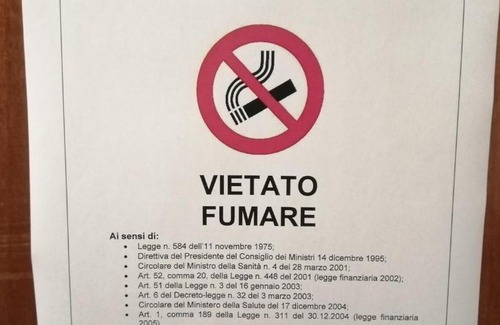 VIETATO
FUMARE
Ai sensi di:
• Legge n. 584 dell'11 novembre 1975;
• Direttiva del Presidente del Consiglio dei Ministri 14 dicembre 1995;
• Circolare del Ministro della Sanità n. 4 del 28 marzo 2001;
• Art. 52, comma 20, della Legge n. 448 del 2001 (legge finanziaria 2002);
• Art. 51 della Legge n. 3 del 16 gennaio 2003;
• Art. 6 del Decreto-legge n. 32 del 3 marzo 2003;
• Circolare del Ministero della Salute del 17 dicembre 2004;
• Art. 1, comma 189 della Legge n. 311 del 30.12.2004 (legge finanziaria
2005)